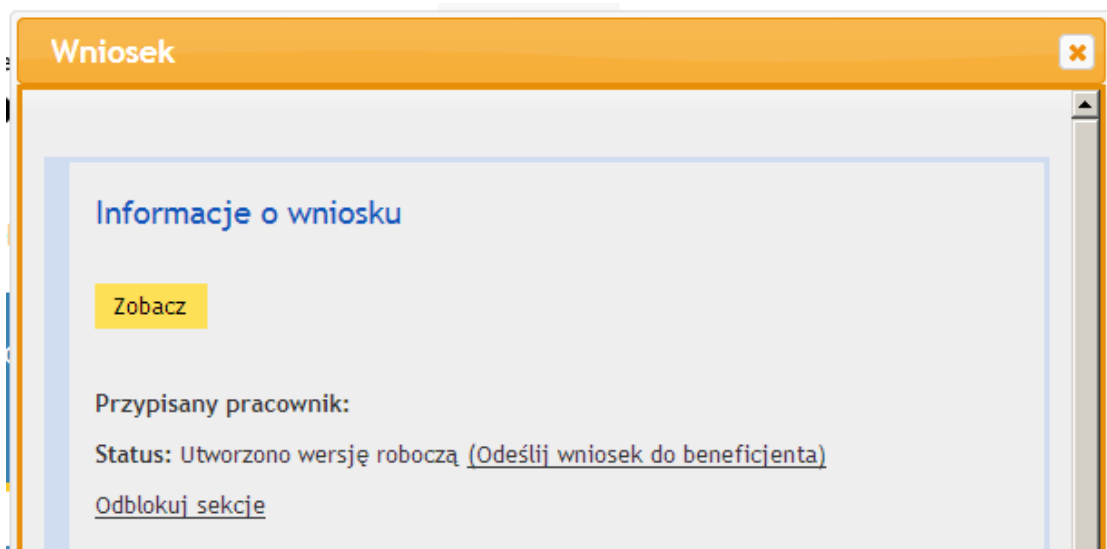 Wniosek
Informacje o wniosku
Zobacz
Przypisany pracownik:
Status: Utworzono wersję roboczą (Odeślij wniosek do beneficjenta)
Odblokuj sekcje